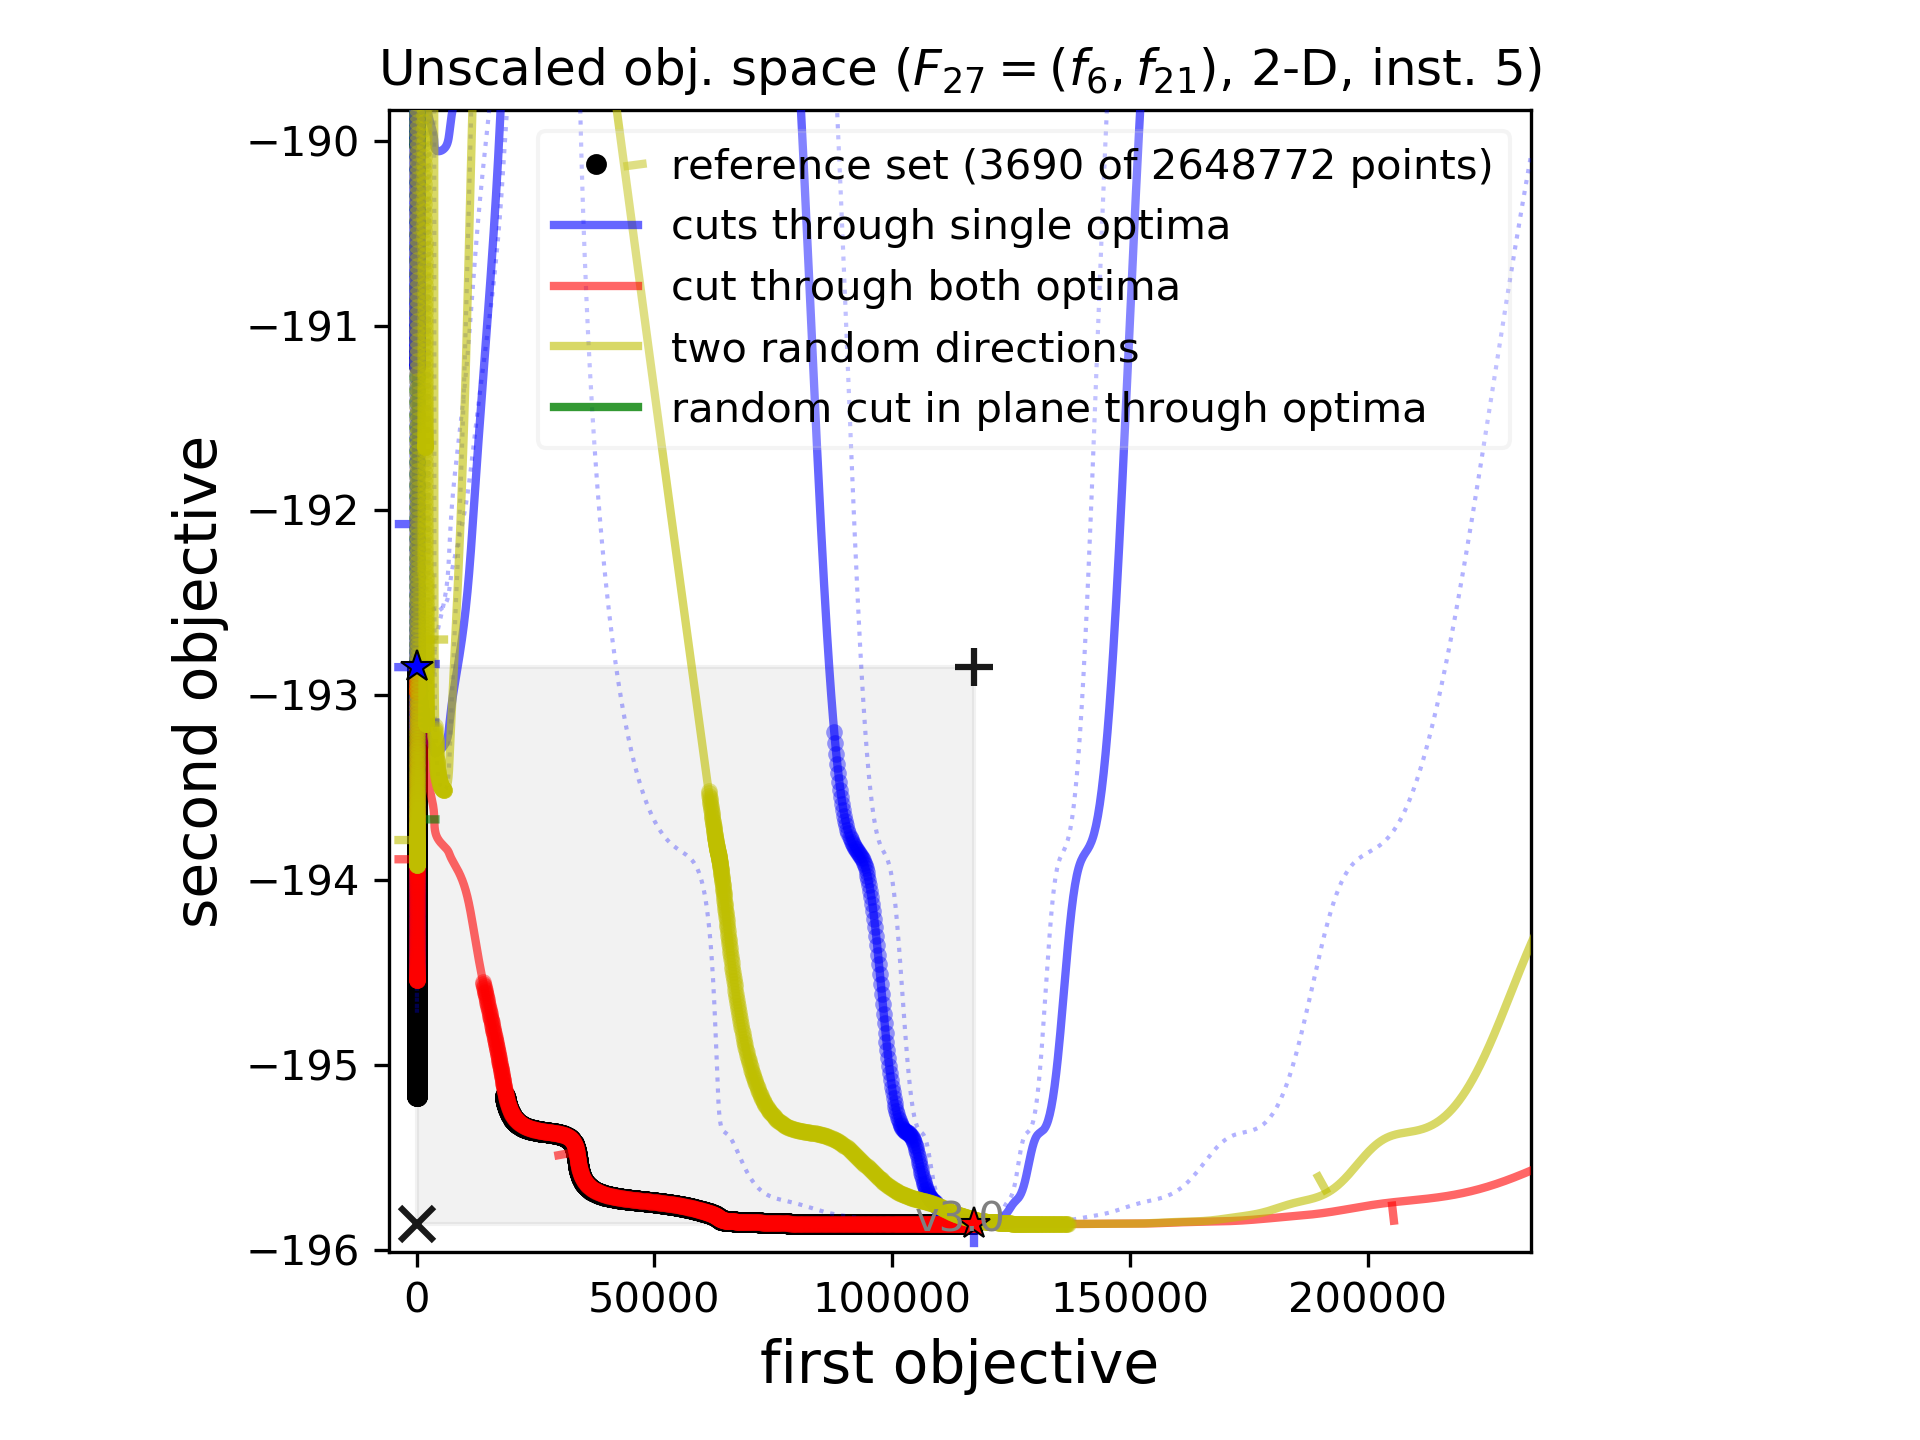 Unscaled obj. space (F27 = (f6, f21), 2-D, inst. 5)
reference set (3690 of 2648772 points)
cuts through single optima
cut through both optima
two random directions
random cut in plane through optima
second objective
−190
−191
−192
−193
−194
−195
−196
v3.0
0 50000 100000 150000 200000
first objective